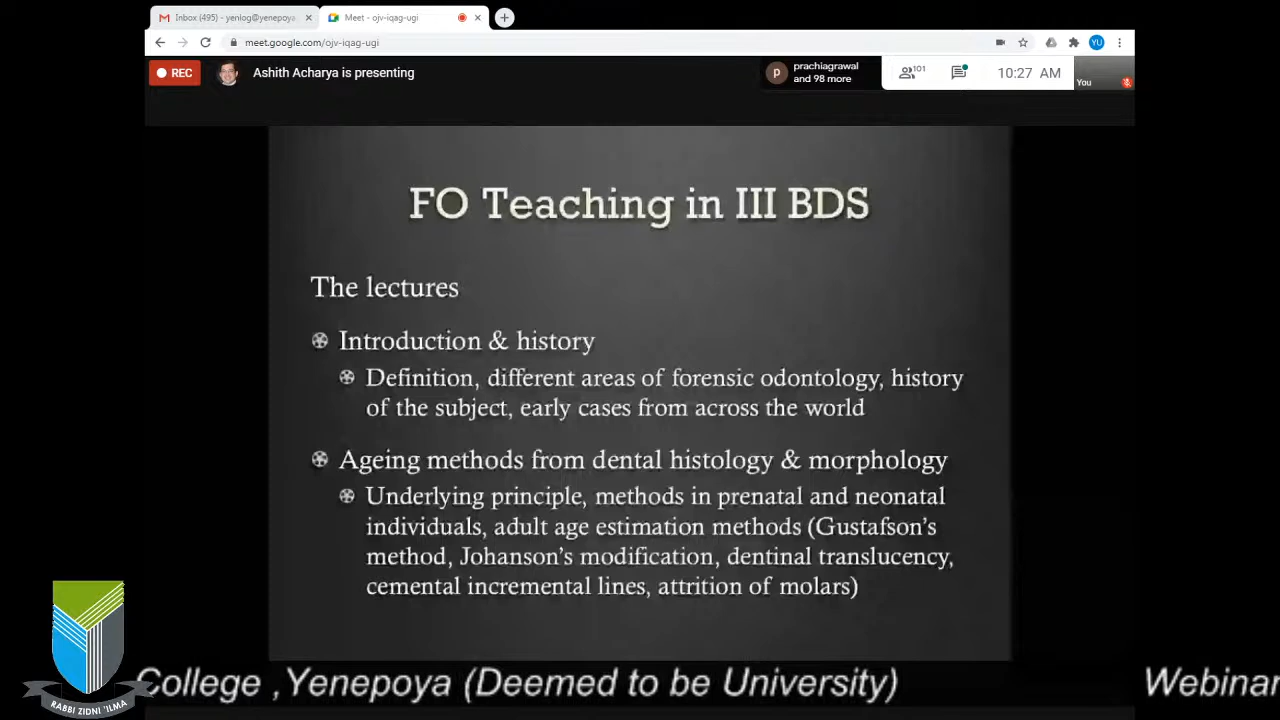 Inbox (495) - yenlog@yenepoya
Meet - ojv-iqag-ugi
meet.google.com/ojv-iqag-ugi
YU
REC
Ashith Acharya is presenting
p
prachiagrawal
and 98 more
101
10:27 AM
You
FO Teaching in III BDS
The lectures
Introduction & history
Definition, different areas of forensic odontology, history
of the subject, early cases from across the world
Ageing methods from dental histology & morphology
Underlying principle, methods in prenatal and neonatal
individuals, adult age estimation methods (Gustafson's
method, Johanson's modification, dentinal translucency,
cemental incremental lines, attrition of molars)
College ,Yenepoya (Deemed to be University)
Webinar
RABBI ZIDNI 'ILMA